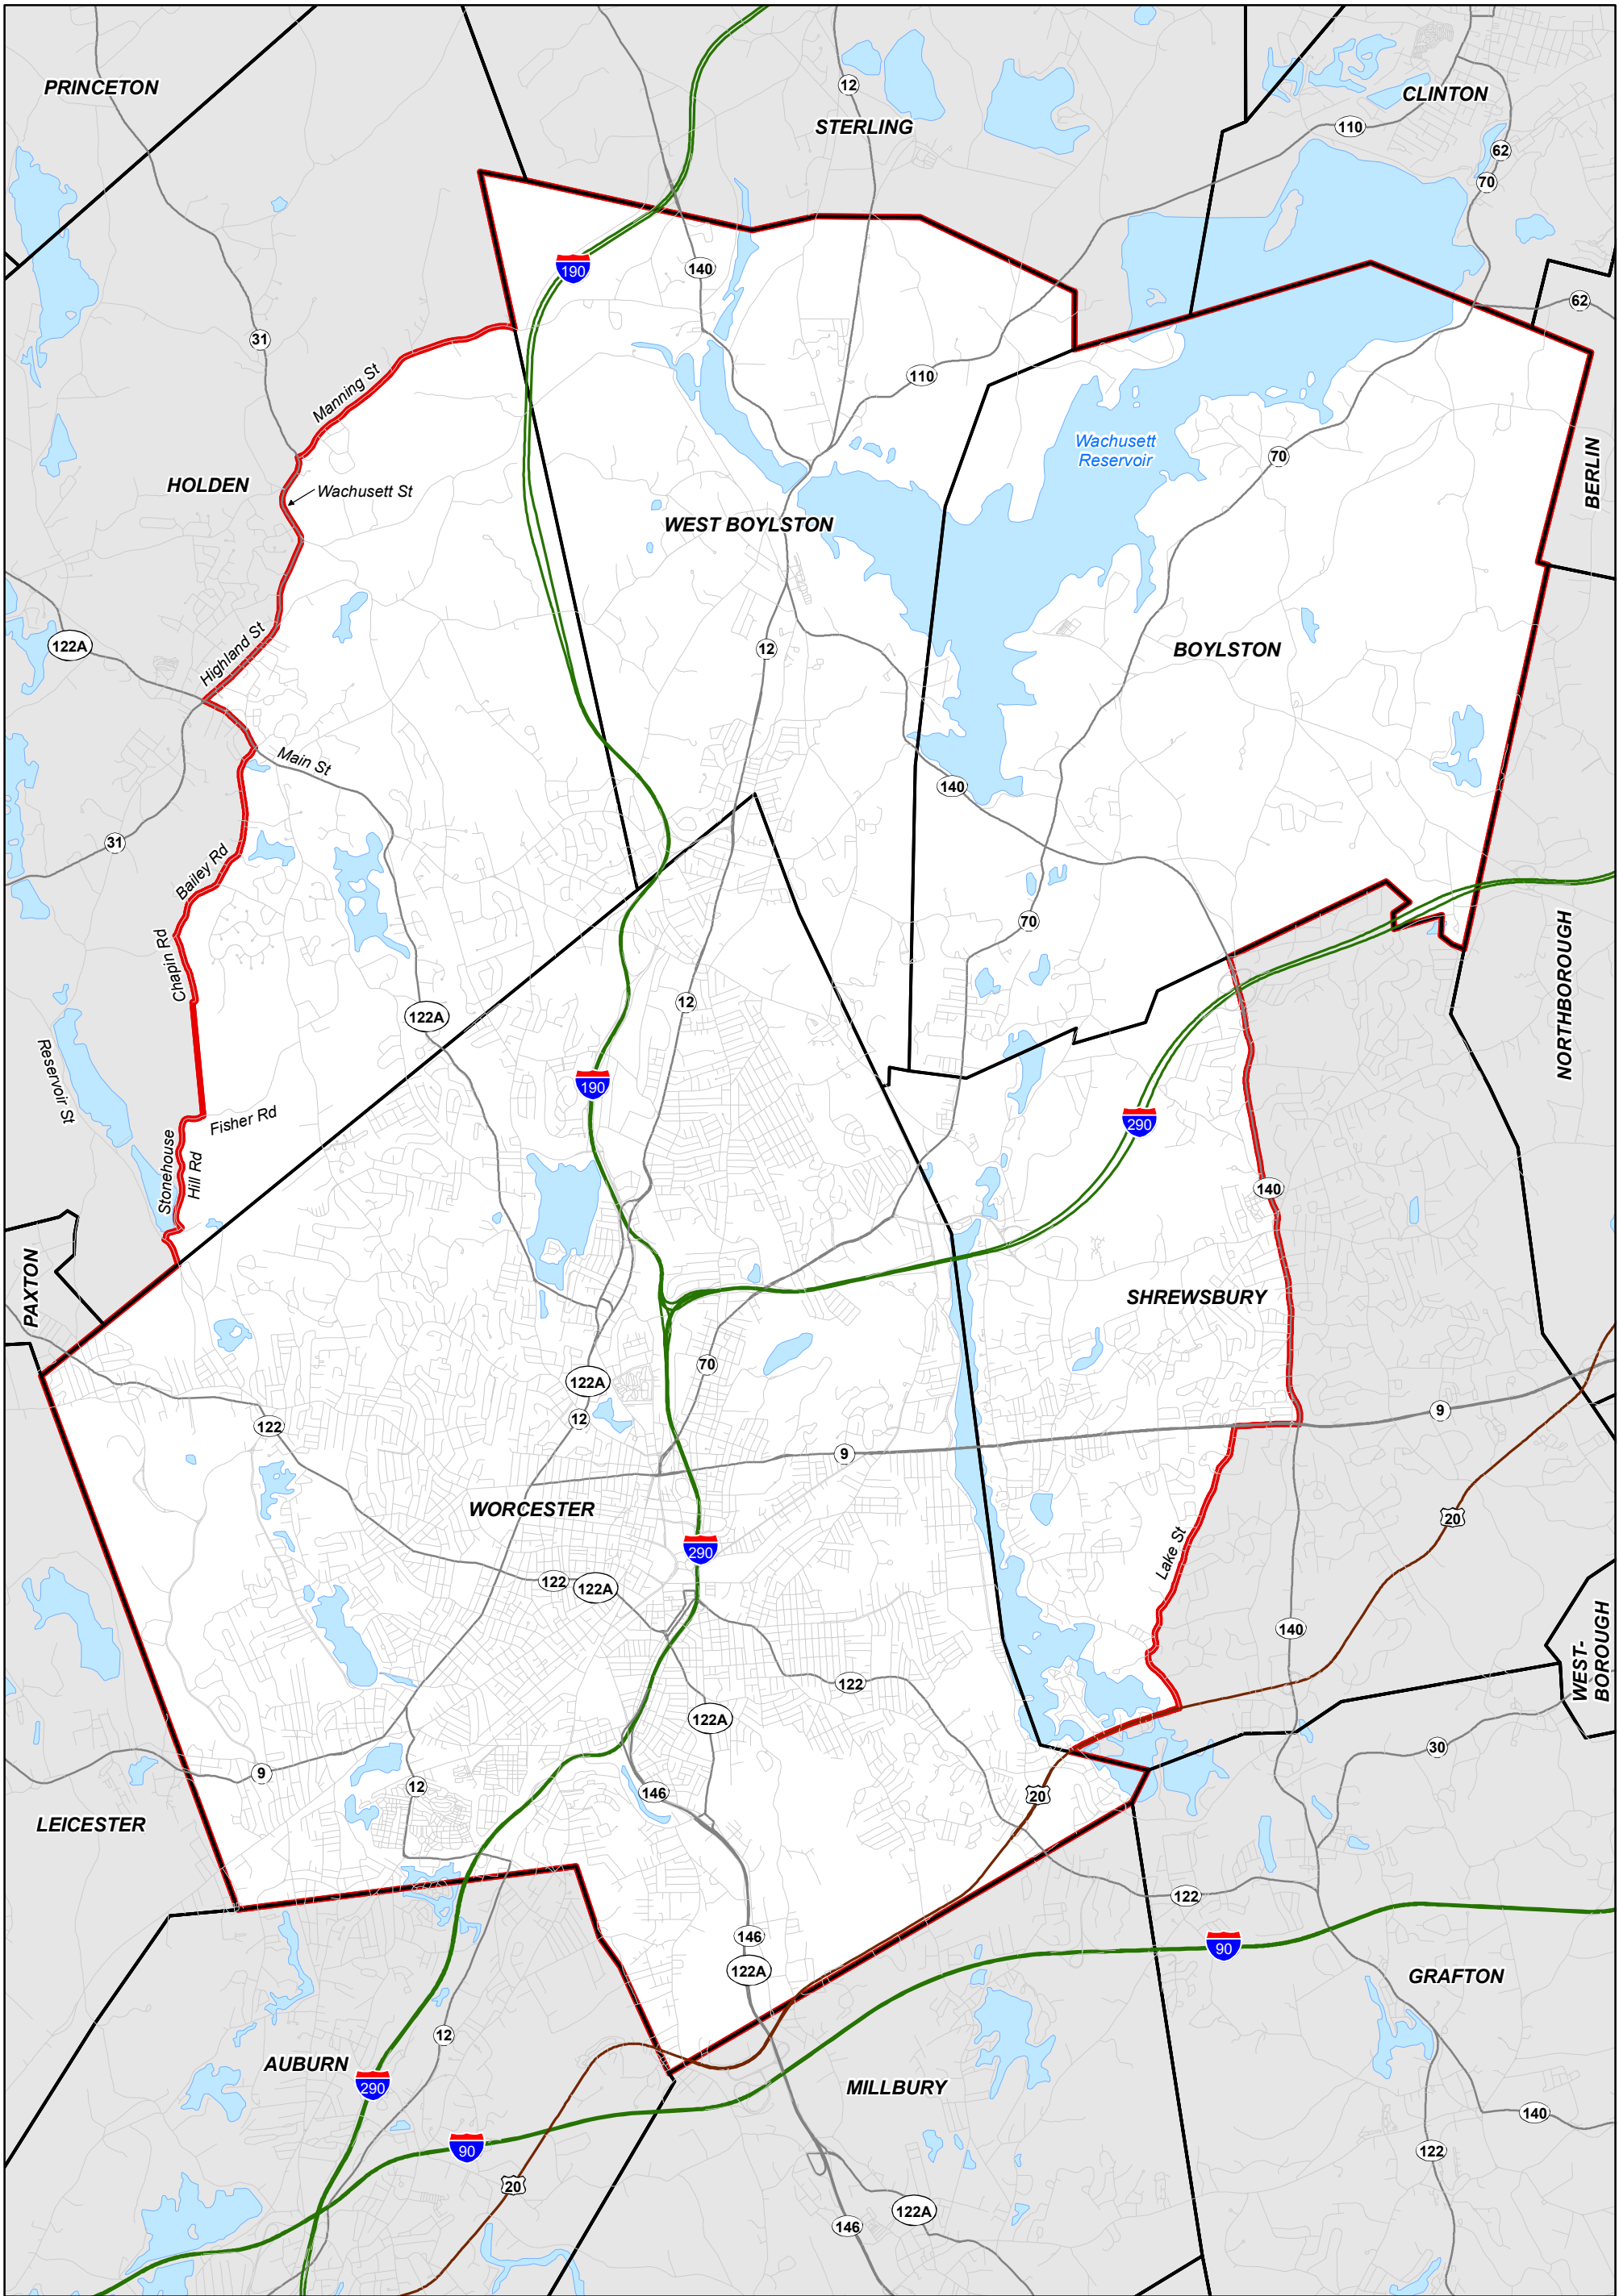 PRINCETON
12
CLINTON
STERLING
110
62
70
190
140
62
31
110
Manning St
Wachusett
Reservoir
70
BERLIN
HOLDEN
Wachusett St
WEST BOYLSTON
122A
Highland St
12
BOYLSTON
Main St
140
31
Bailey Rd
70
Chapin Rd
NORTHBOROUGH
122A
12
Reservoir St
190
Fisher Rd
290
Stonehouse
Hill Rd
140
PAXTON
SHREWSBURY
70
122A
12
122
9
9
WORCESTER
20
290
Lake St
122
122A
140
WEST-
BOROUGH
122
122A
30
9
12
146
20
LEICESTER
122
146
90
122A
GRAFTON
12
AUBURN
290
MILLBURY
140
90
122
20
122A
146